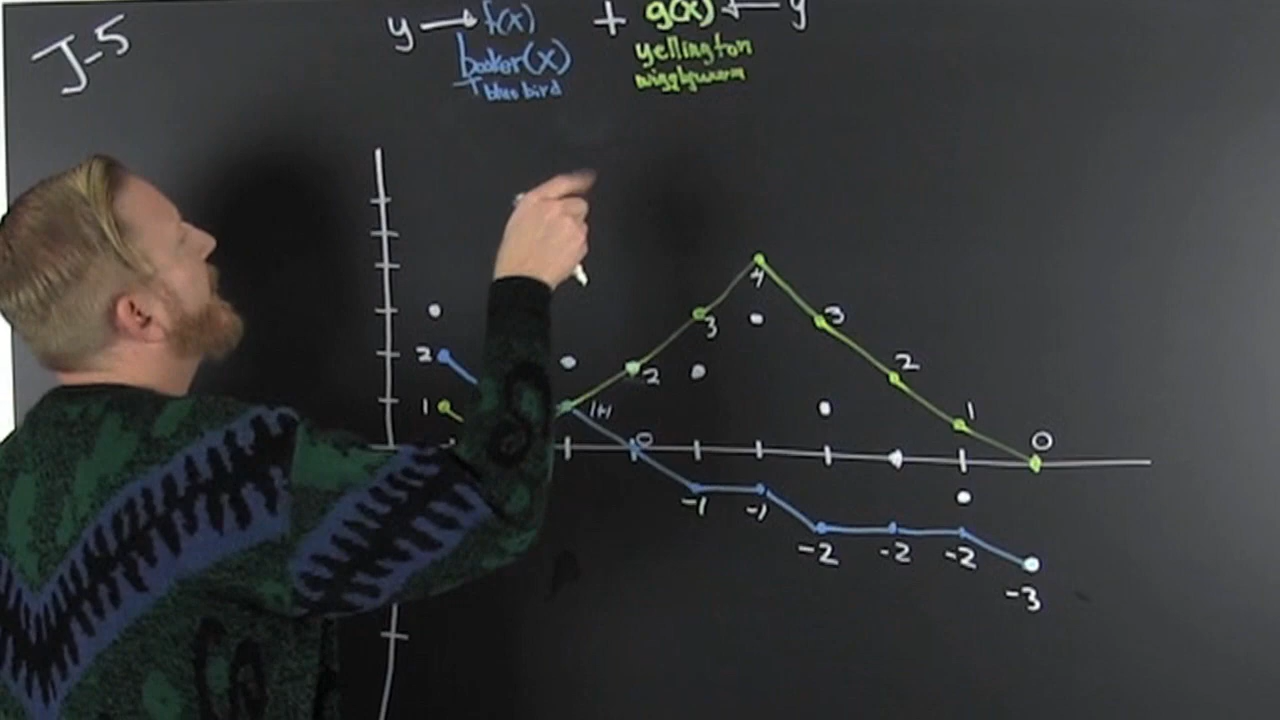 J-5
y → f(x) + g(x) ← y
booker(x) yellington
blue bird
4
3 3
2 2 2
1 1+1 1
0 0
-1 -1
-2 -2 -2
-3